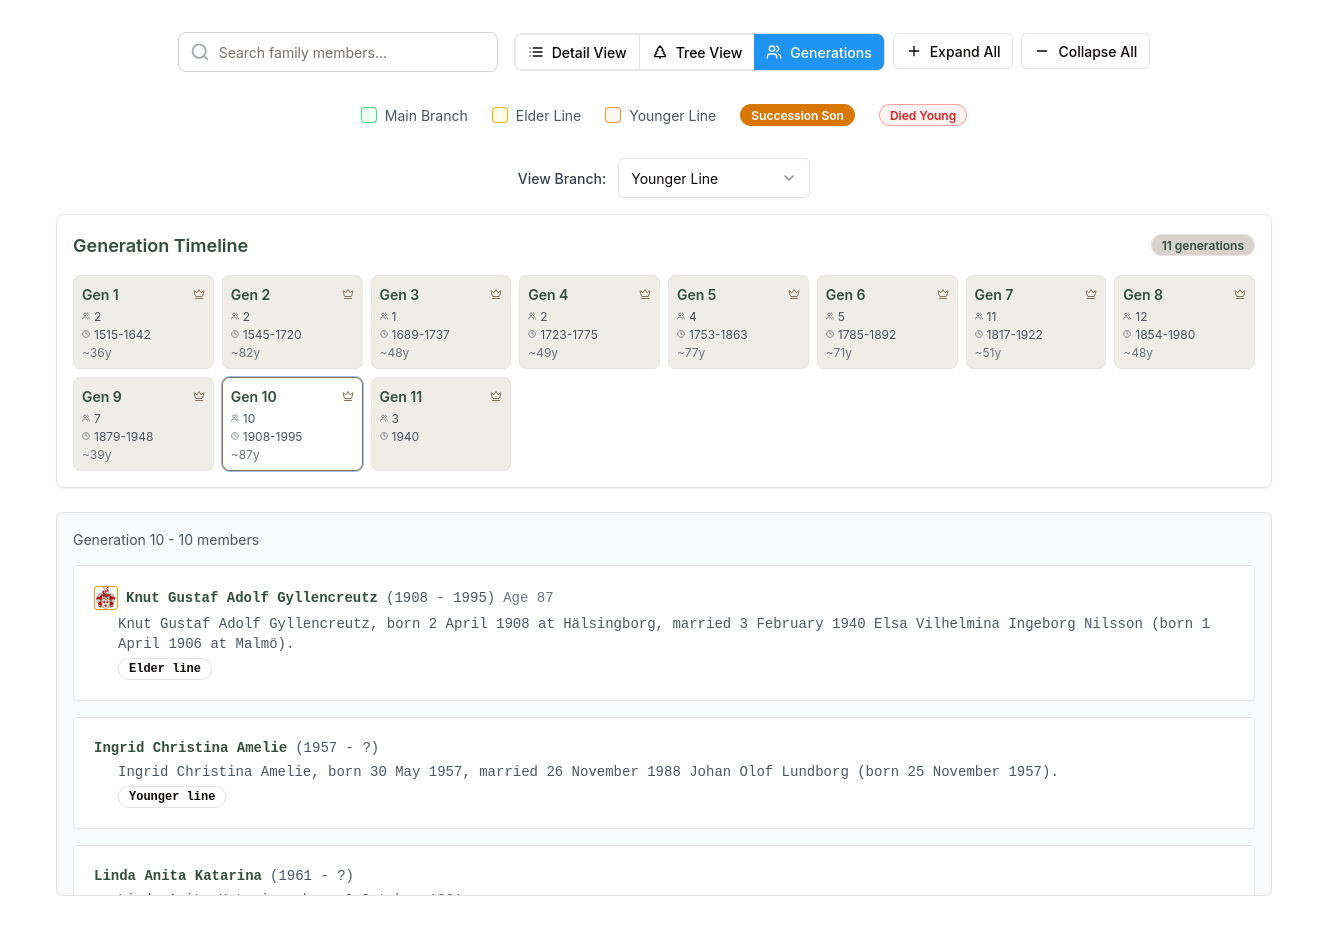 Search family members...
Detail View
Tree View
Generations
Expand All
Collapse All
Main Branch
Elder Line
Younger Line
Succession Son
Died Young
View Branch:
Younger Line
Generation Timeline
11 generations
Gen 1
2
1515-1642
~36y
Gen 2
2
1545-1720
~82y
Gen 3
1
1689-1737
~48y
Gen 4
2
1723-1775
~49y
Gen 5
4
1753-1863
~77y
Gen 6
5
1785-1892
~71y
Gen 7
11
1817-1922
~51y
Gen 8
12
1854-1980
~48y
Gen 9
7
1879-1948
~39y
Gen 10
10
1908-1995
~87y
Gen 11
3
1940
Generation 10 - 10 members
Knut Gustaf Adolf Gyllencreutz (1908 - 1995) Age 87
Knut Gustaf Adolf Gyllencreutz, born 2 April 1908 at Hälsingborg, married 3 February 1940 Elsa Vilhelmina Ingeborg Nilsson (born 1
April 1906 at Malmö).
Elder line
Ingrid Christina Amelie (1957 - ?)
Ingrid Christina Amelie, born 30 May 1957, married 26 November 1988 Johan Olof Lundborg (born 25 November 1957).
Younger line
Linda Anita Katarina (1961 - ?)